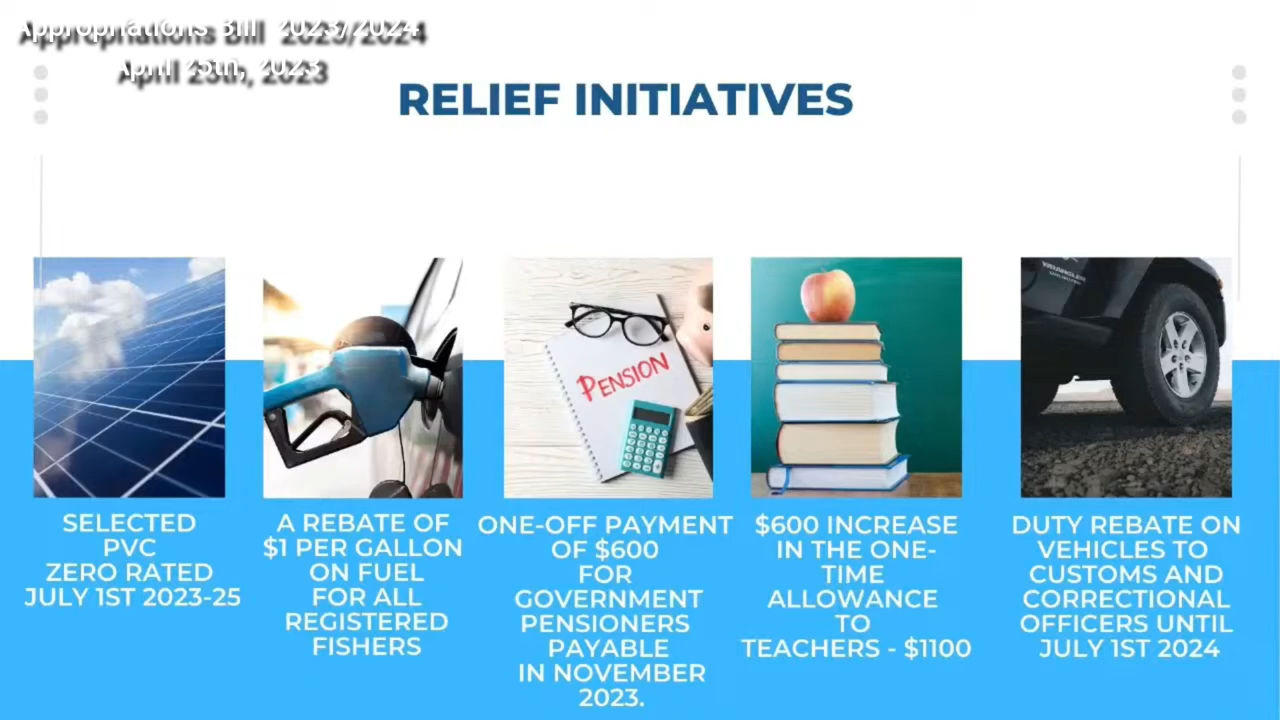 Appropriations Bill 2023/2024
April 25th, 2023
RELIEF INITIATIVES
WRANGLER
PENSION
SELECTED
PVC
ZERO RATED
JULY 1ST 2023-25
A REBATE OF
$1 PER GALLON
ON FUEL
FOR ALL
REGISTERED
FISHERS
ONE-OFF PAYMENT
OF $600
FOR
GOVERNMENT
PENSIONERS
PAYABLE
IN NOVEMBER
2023.
$600 INCREASE
IN THE ONE-
TIME
ALLOWANCE
TO
TEACHERS - $1100
DUTY REBATE ON
VEHICLES TO
CUSTOMS AND
CORRECTIONAL
OFFICERS UNTIL
JULY 1ST 2024